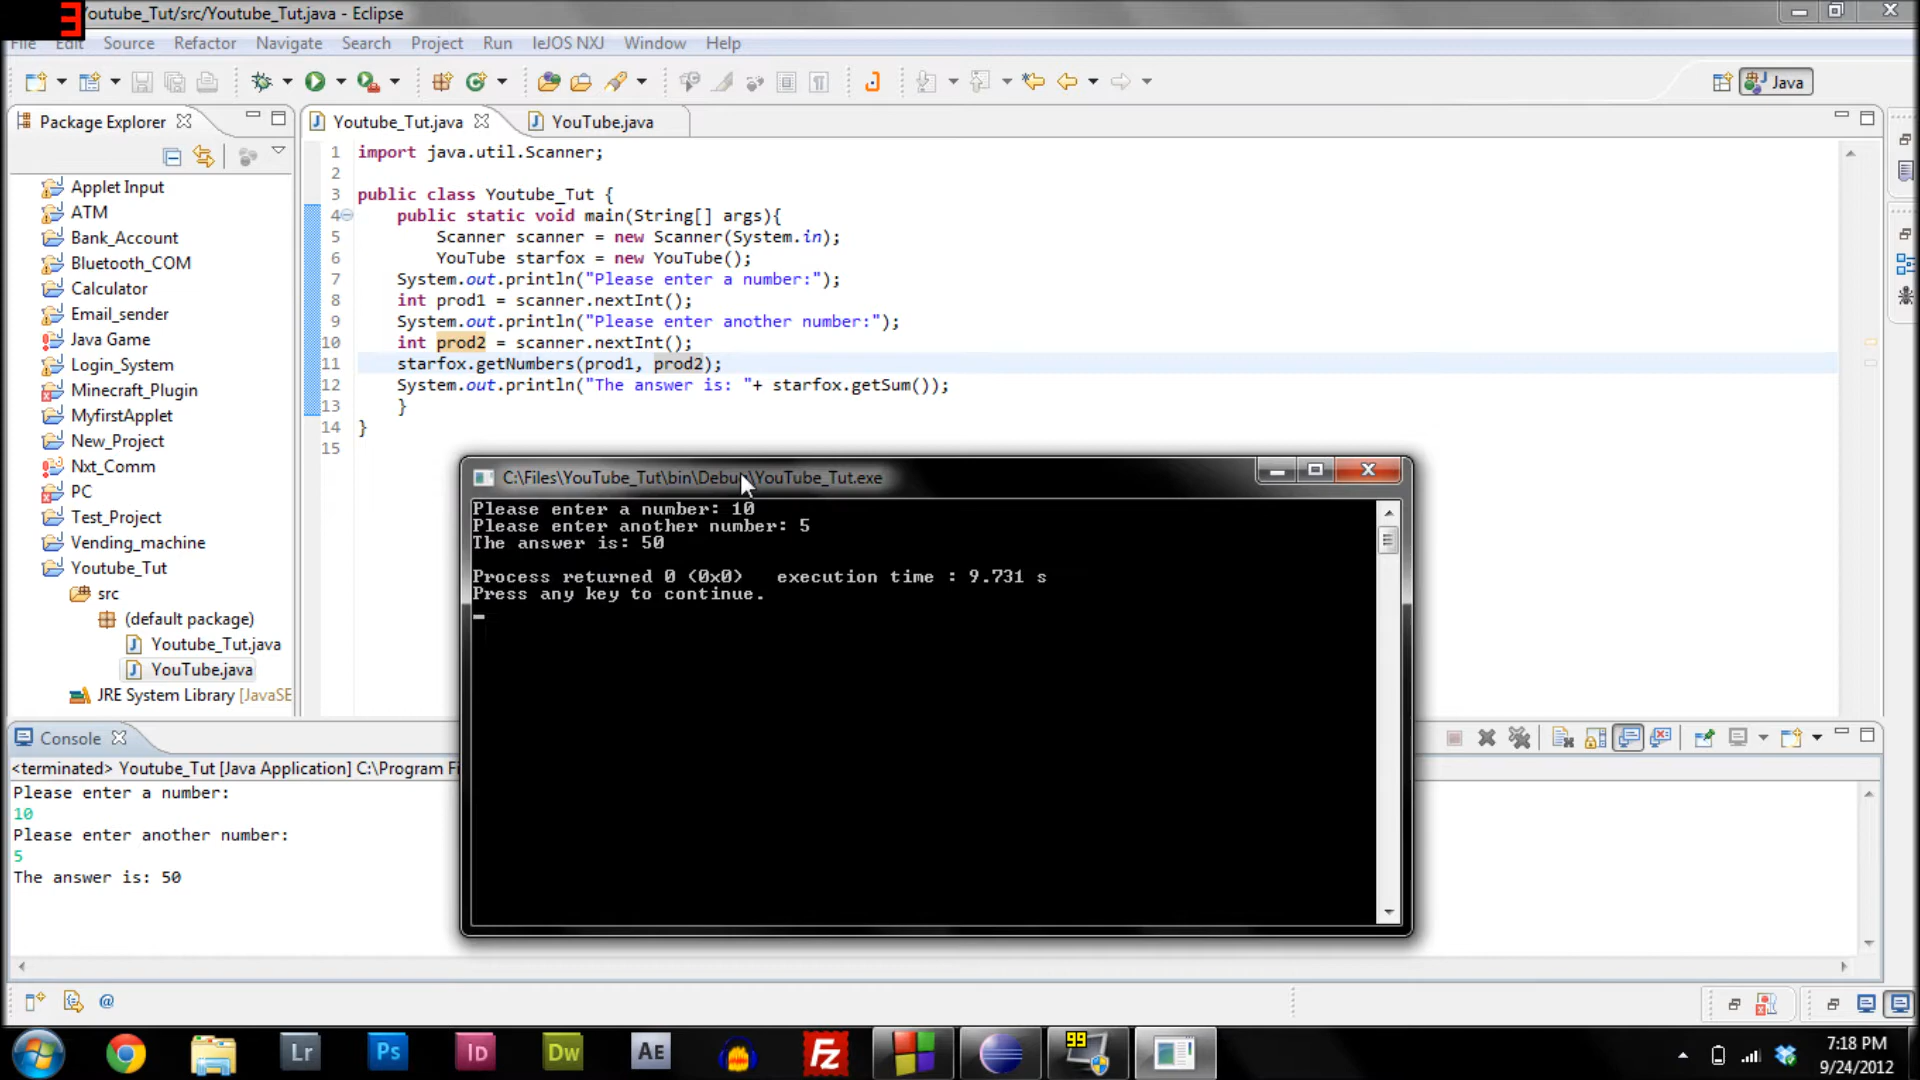 3
outube_Tut/src/Youtube_Tut.java - Eclipse
File Edit Source Refactor Navigate Search Project Run leJOS NXJ Window Help
Java
Package Explorer
Youtube_Tut.java
YouTube.java
Applet Input
ATM
Bank_Account
Bluetooth_COM
Calculator
Email_sender
Java Game
Login_System
Minecraft_Plugin
MyfirstApplet
New_Project
Nxt_Comm
PC
Test_Project
Vending_machine
Youtube_Tut
src
(default package)
Youtube_Tut.java
YouTube.java
JRE System Library [JavaSE
1 import java.util.Scanner;
2
3 public class Youtube_Tut {
4 public static void main(String[] args){
5 Scanner scanner = new Scanner(System.in);
6 YouTube starfox = new YouTube();
7 System.out.println("Please enter a number:");
8 int prod1 = scanner.nextInt();
9 System.out.println("Please enter another number:");
10 int prod2 = scanner.nextInt();
11 starfox.getNumbers(prod1, prod2);
12 System.out.println("The answer is: "+ starfox.getSum());
13 }
14 }
15
C:\Files\YouTube_Tut\bin\Debug\YouTube_Tut.exe
Please enter a number: 10
Please enter another number: 5
The answer is: 50
Process returned 0 (0x0) execution time : 9.731 s
Press any key to continue.
Console
<terminated> Youtube_Tut [Java Application] C:\Program Fi
Please enter a number:
10
Please enter another number:
5
The answer is: 50
Lr
Ps
Id
Dw
AE
Fz
99
7:18 PM
9/24/2012